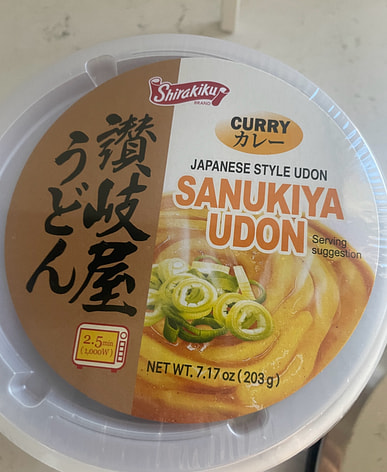 Shirakiku
BRAND
CURRY
カレー
JAPANESE STYLE UDON
SANUKIYA
UDON
Serving
suggestion
讃岐屋
うどん
2.5min
(1,000W)
NET WT. 7.17 oz (203g)